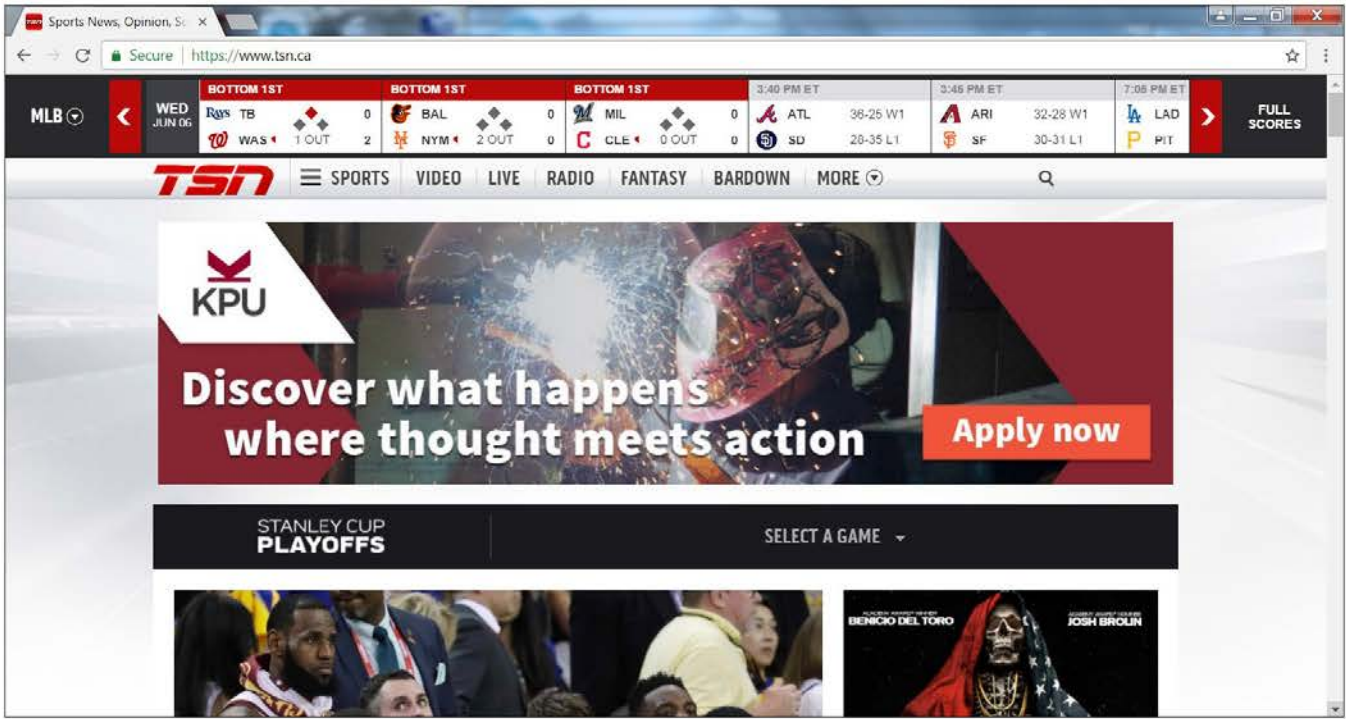 Sports News, Opinion, Sc
Secure https://www.tsn.ca
MLB
WED
JUN 06
BOTTOM 1ST
TB 0
WAS 1 OUT 2
BOTTOM 1ST
BAL 0
NYM 2 OUT 0
BOTTOM 1ST
MIL 0
CLE 0 OUT 0
3:40 PM ET
ATL 36-25 W1
SD 28-35 L1
3:45 PM ET
ARI 32-28 W1
SF 30-31 L1
7:05 PM ET
LAD
PIT
FULL
SCORES
TSN SPORTS VIDEO LIVE RADIO FANTASY BARDOWN MORE
KPU
Discover what happens
where thought meets action
Apply now
STANLEY CUP
PLAYOFFS
SELECT A GAME
BENICIO DEL TORO
JOSH BROLIN